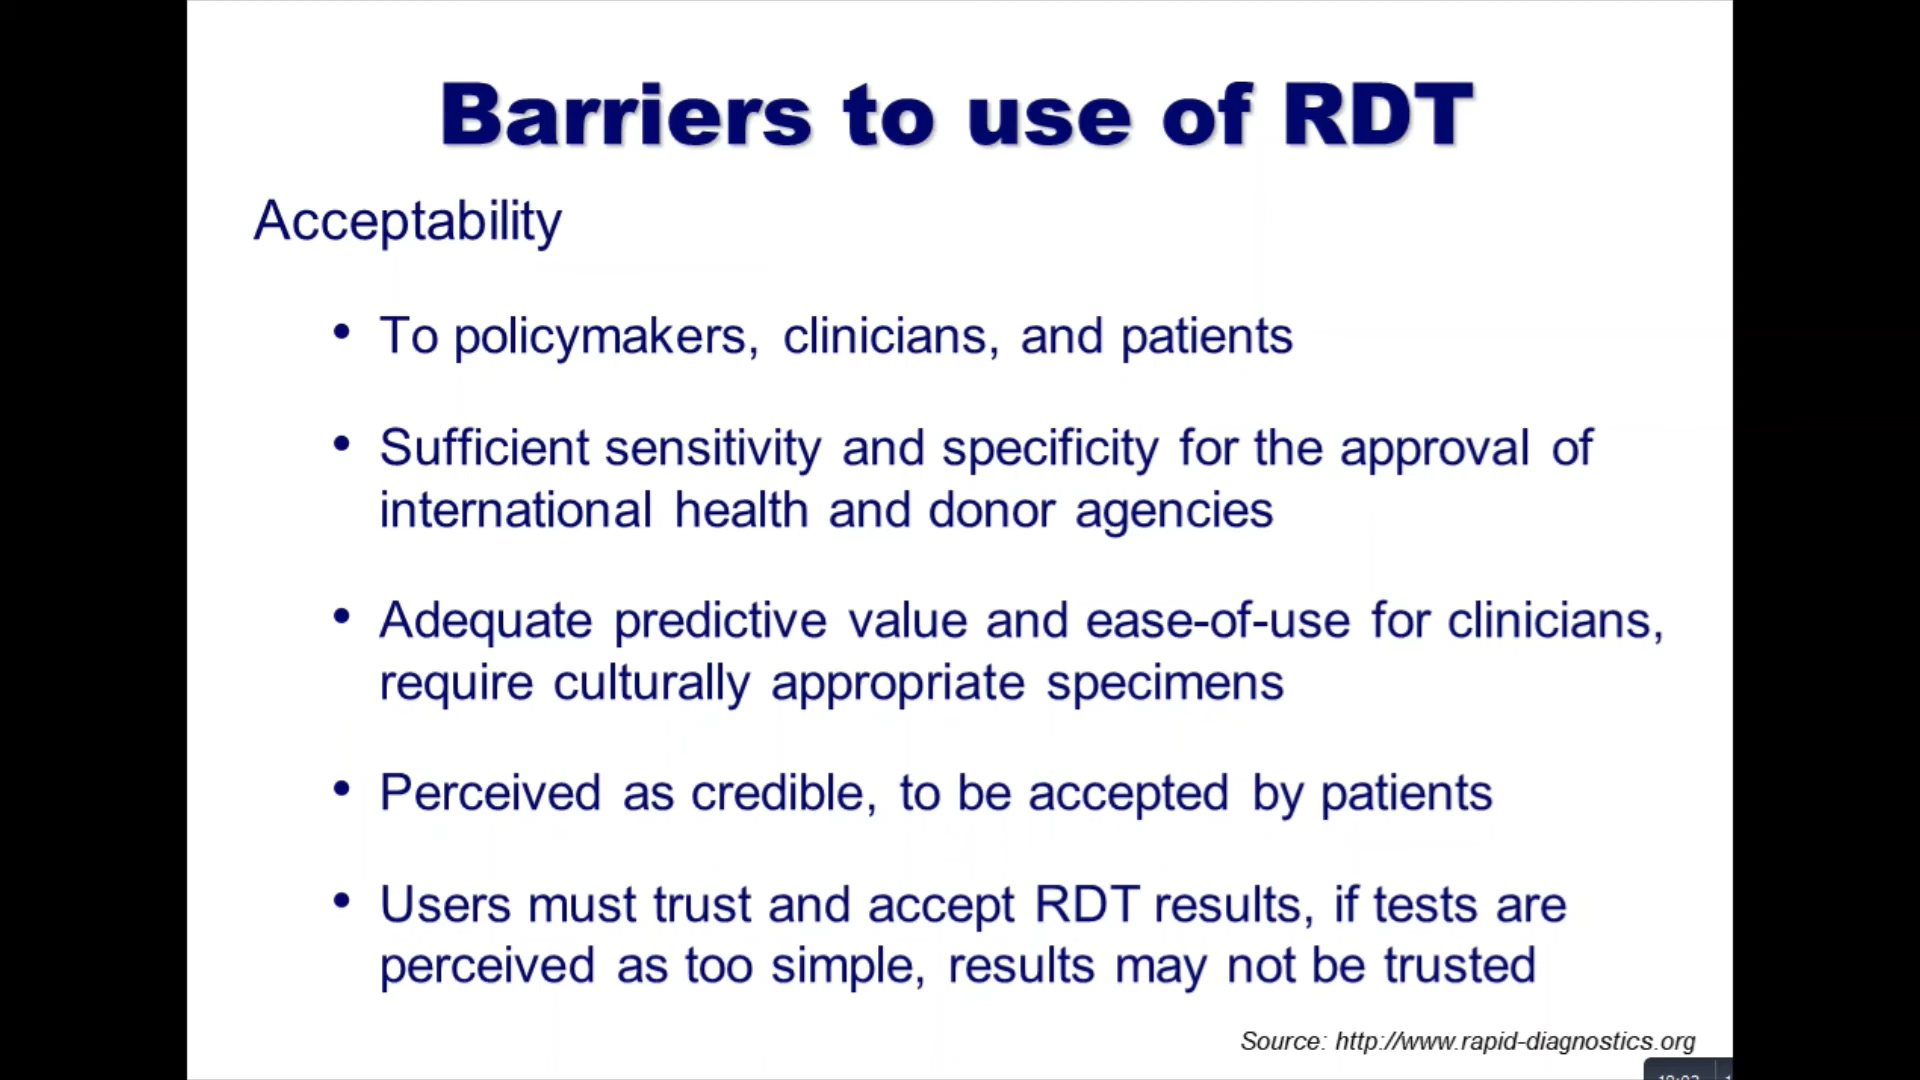 Barriers to use of RDT
Acceptability
• To policymakers, clinicians, and patients
• Sufficient sensitivity and specificity for the approval of
international health and donor agencies
• Adequate predictive value and ease-of-use for clinicians,
require culturally appropriate specimens
• Perceived as credible, to be accepted by patients
• Users must trust and accept RDT results, if tests are
perceived as too simple, results may not be trusted
Source: http://www.rapid-diagnostics.org